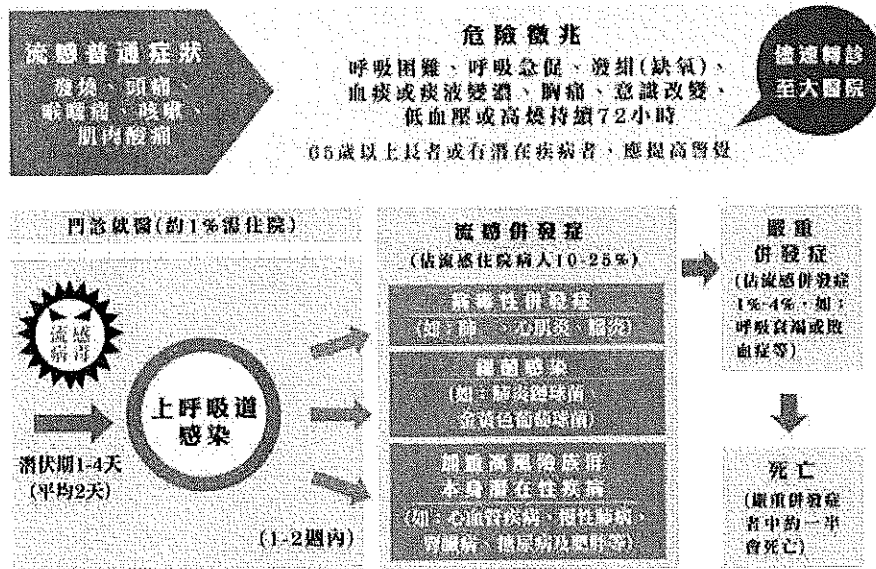 流感普通症狀
發燒、頭痛、
喉嚨痛、咳嗽、
肌肉酸痛
危險徵兆
呼吸困難、呼吸急促、發紺(缺氧)、
血痰或痰液變濃、胸痛、意識改變、
低血壓或高燒持續72小時
65歲以上長者或有潛在疾病者、應提高警覺
儘速轉診
至大醫院
門診就醫(約1%需住院)
流感
病毒
潛伏期1-4天
(平均2天)
上呼吸道
感染
(1-2週內)
流感併發症
(佔流感住院病人10-25%)
病毒性併發症
(如：肺、心肌炎、腦炎)
細菌感染
(如：肺炎鏈球菌、
金黃色葡萄球菌)
加重高風險族群
本身潛在性疾病
(如：心血管疾病、慢性肺病、
腎臟病、糖尿病及肥胖等)
嚴重
併發症
(佔流感併發症
1%-4%，如：
呼吸衰竭或敗
血症等)
死亡
(嚴重併發症
者中約一半
會死亡)